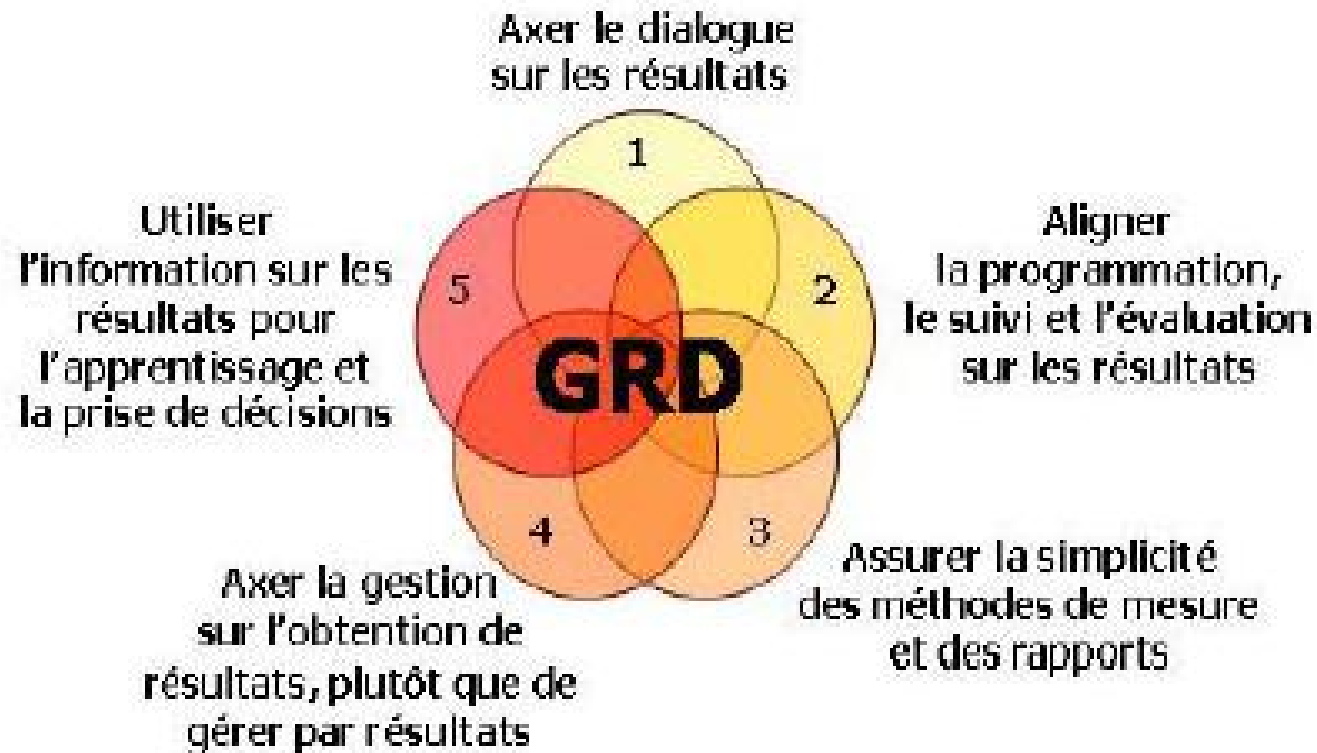 Axer le dialogue
sur les résultats
1
Aligner
la programmation,
le suivi et l'évaluation
sur les résultats
2
Assurer la simplicité
des méthodes de mesure
et des rapports
3
Axer la gestion
sur l'obtention de
résultats, plutôt que de
gérer par résultats
4
Utiliser
l'information sur les
résultats pour
l'apprentissage et
la prise de décisions
5
GRD